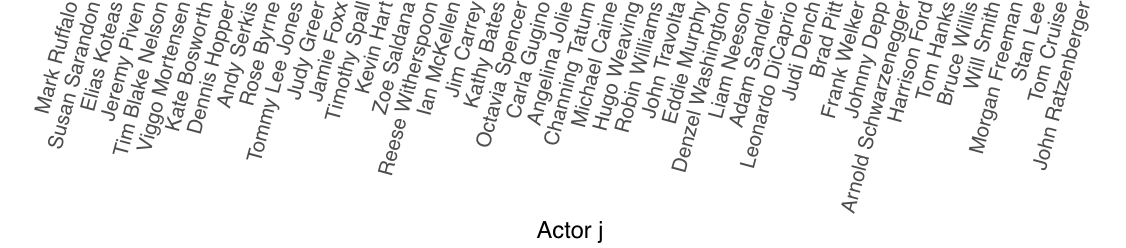 Mark Ruffalo
Susan Sarandon
Elias Koteas
Jeremy Piven
Tim Blake Nelson
Viggo Mortensen
Kate Bosworth
Dennis Hopper
Andy Serkis
Rose Byrne
Tommy Lee Jones
Judy Greer
Jamie Foxx
Timothy Spall
Kevin Hart
Zoe Saldana
Reese Witherspoon
Ian McKellen
Jim Carrey
Kathy Bates
Octavia Spencer
Carla Gugino
Angelina Jolie
Channing Tatum
Michael Caine
Hugo Weaving
Robin Williams
John Travolta
Eddie Murphy
Denzel Washington
Liam Neeson
Adam Sandler
Leonardo DiCaprio
Judi Dench
Brad Pitt
Frank Welker
Johnny Depp
Arnold Schwarzenegger
Harrison Ford
Tom Hanks
Bruce Willis
Will Smith
Morgan Freeman
Stan Lee
Tom Cruise
John Ratzenberger
Actor j